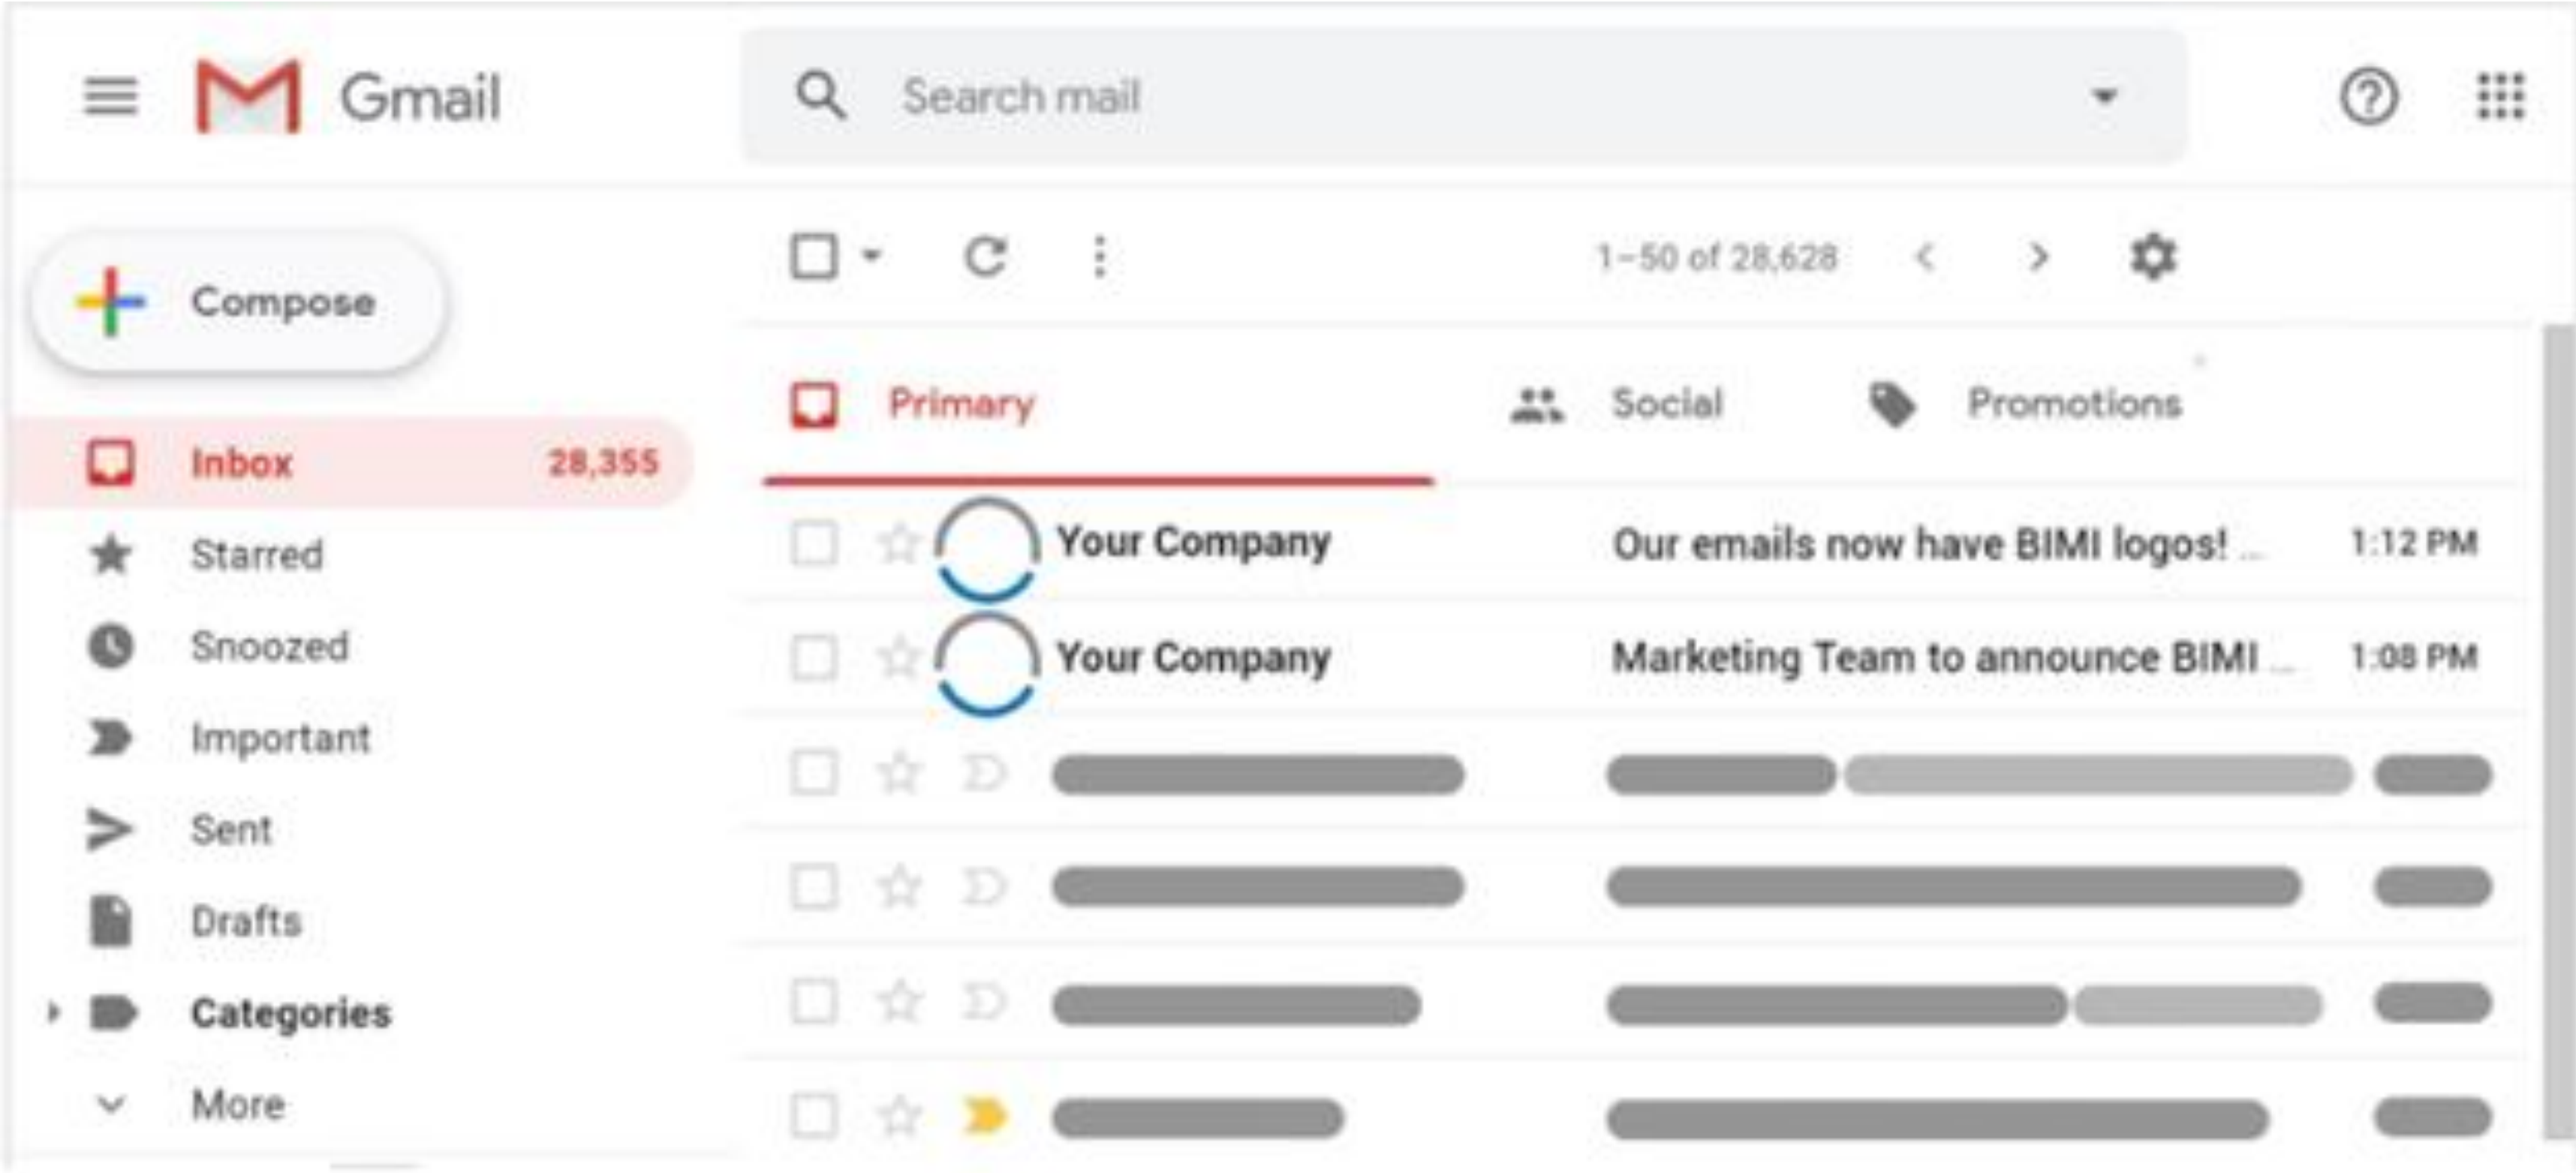 Gmail
Search mail
Compose
1–50 of 28,628
Primary
Social
Promotions
Inbox 28,355
Starred
Snoozed
Important
Sent
Drafts
Categories
More
Your Company Our emails now have BIMI logos! ... 1:12 PM
Your Company Marketing Team to announce BIMI ... 1:08 PM